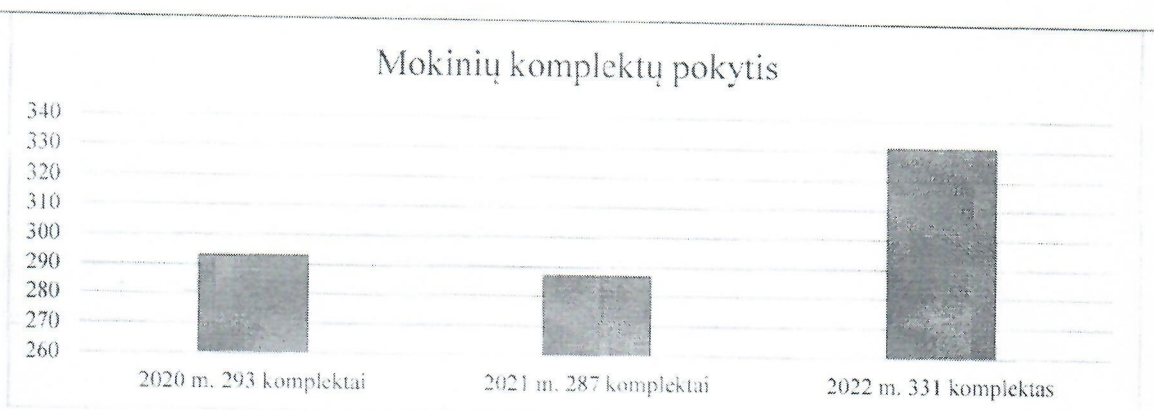 Mokinių komplektų pokytis
340
330
320
310
300
290
280
270
260
2020 m. 293 komplektai
2021 m. 287 komplektai
2022 m. 331 komplektas